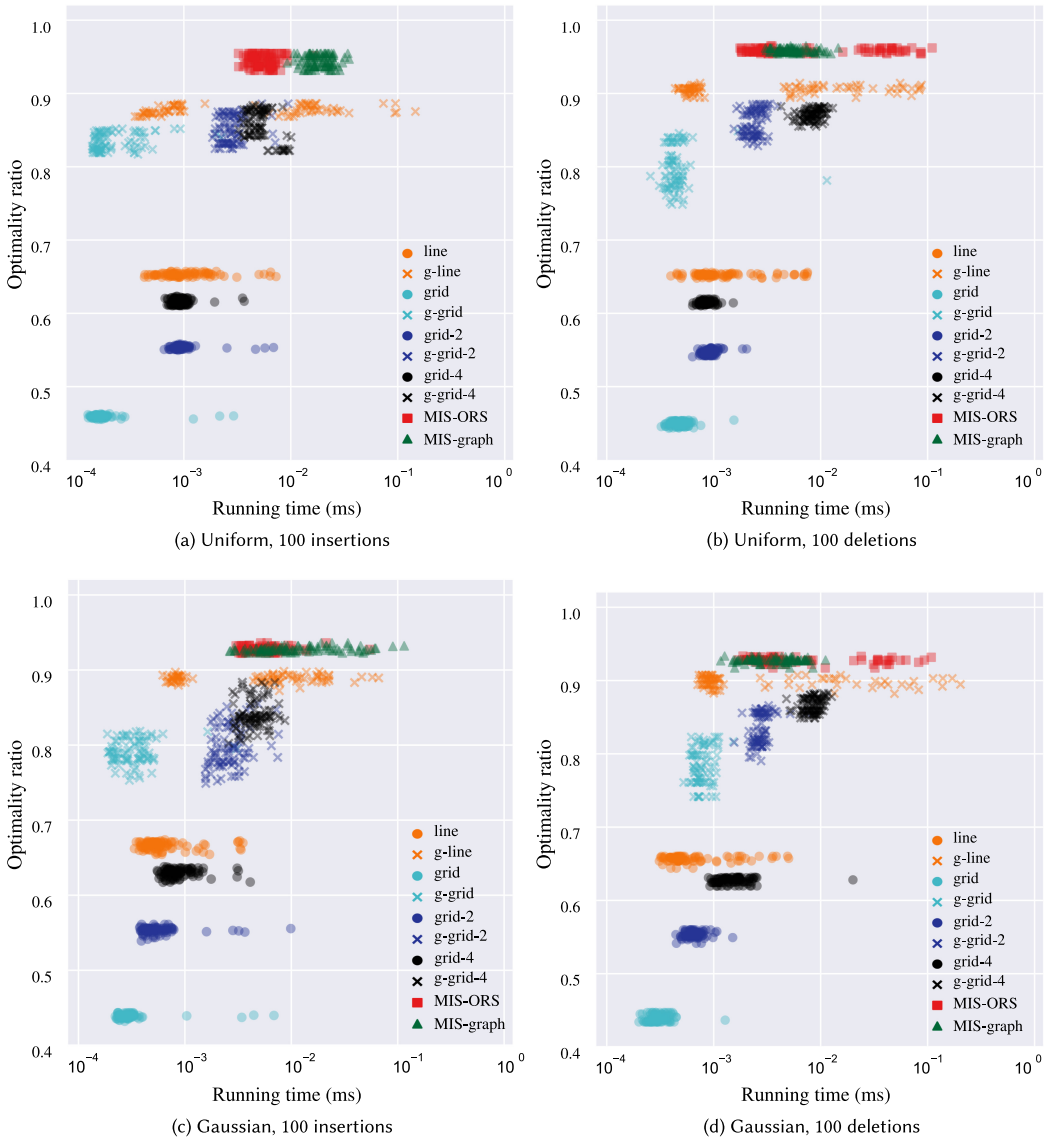 1.0
0.9
0.8
0.7
0.6
0.5
0.4
Optimality ratio
line
g-line
grid
g-grid
grid-2
g-grid-2
grid-4
g-grid-4
MIS-ORS
MIS-graph
10⁻⁴ 10⁻³ 10⁻² 10⁻¹ 10⁰
Running time (ms)
(a) Uniform, 100 insertions
1.0
0.9
0.8
0.7
0.6
0.5
0.4
Optimality ratio
line
g-line
grid
g-grid
grid-2
g-grid-2
grid-4
g-grid-4
MIS-ORS
MIS-graph
10⁻⁴ 10⁻³ 10⁻² 10⁻¹ 10⁰
Running time (ms)
(b) Uniform, 100 deletions
1.0
0.9
0.8
0.7
0.6
0.5
0.4
Optimality ratio
line
g-line
grid
g-grid
grid-2
g-grid-2
grid-4
g-grid-4
MIS-ORS
MIS-graph
10⁻⁴ 10⁻³ 10⁻² 10⁻¹ 10⁰
Running time (ms)
(c) Gaussian, 100 insertions
1.0
0.9
0.8
0.7
0.6
0.5
0.4
Optimality ratio
line
g-line
grid
g-grid
grid-2
g-grid-2
grid-4
g-grid-4
MIS-ORS
MIS-graph
10⁻⁴ 10⁻³ 10⁻² 10⁻¹ 10⁰
Running time (ms)
(d) Gaussian, 100 deletions